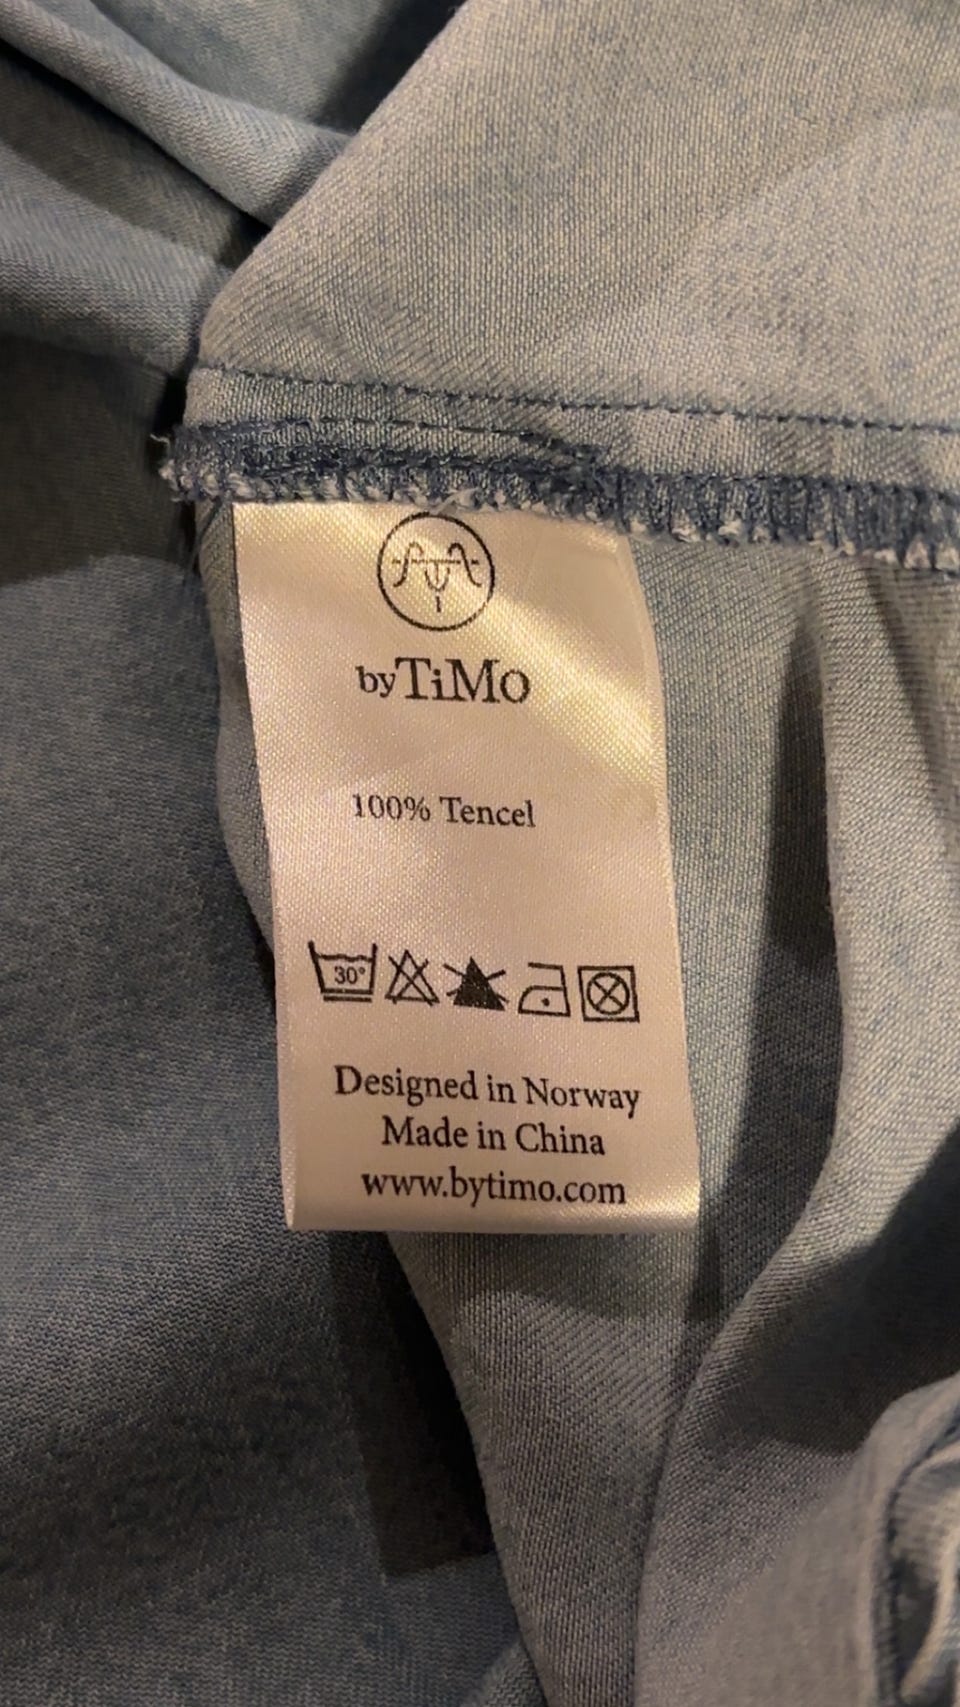 byTiMo
100% Tencel
30°
Designed in Norway
Made in China
www.bytimo.com